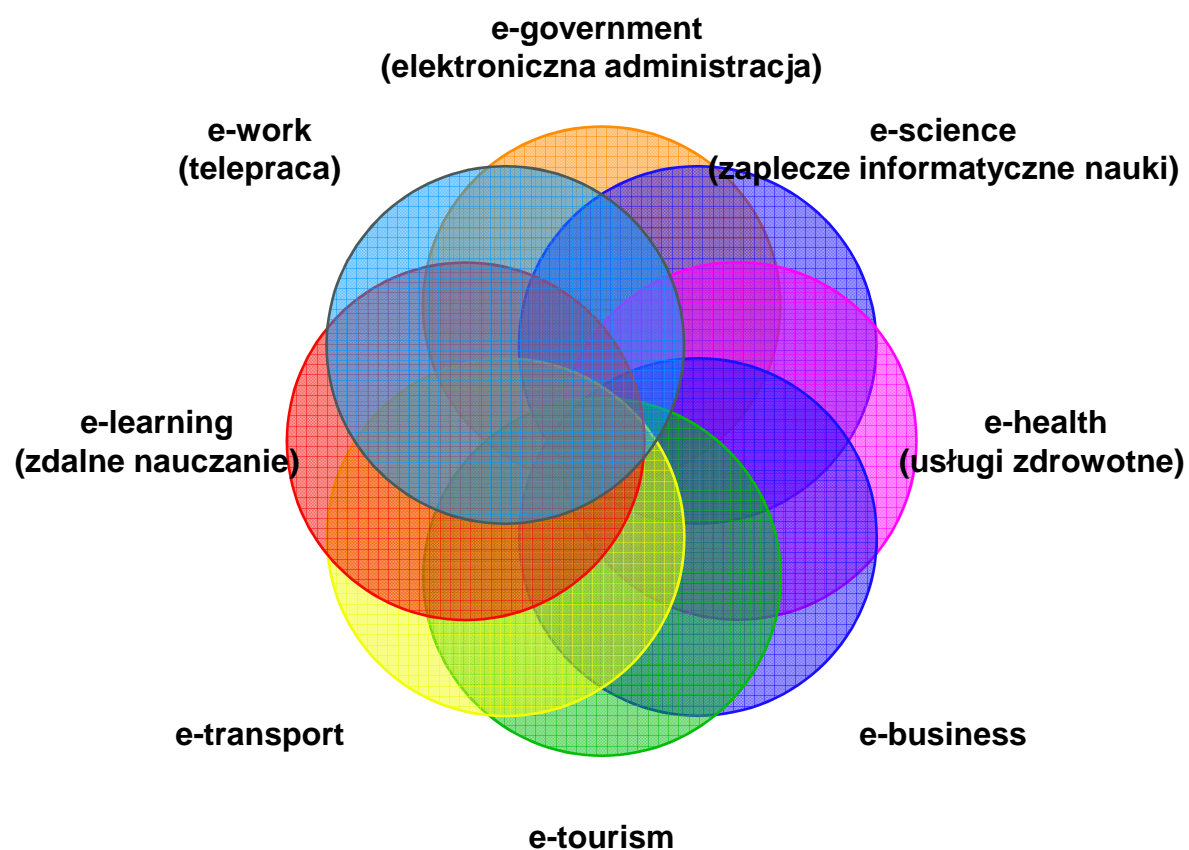 e-government
(elektroniczna administracja)
e-work
(telepraca)
e-science
(zaplecze informatyczne nauki)
e-learning
(zdalne nauczanie)
e-health
(usługi zdrowotne)
e-transport
e-business
e-tourism